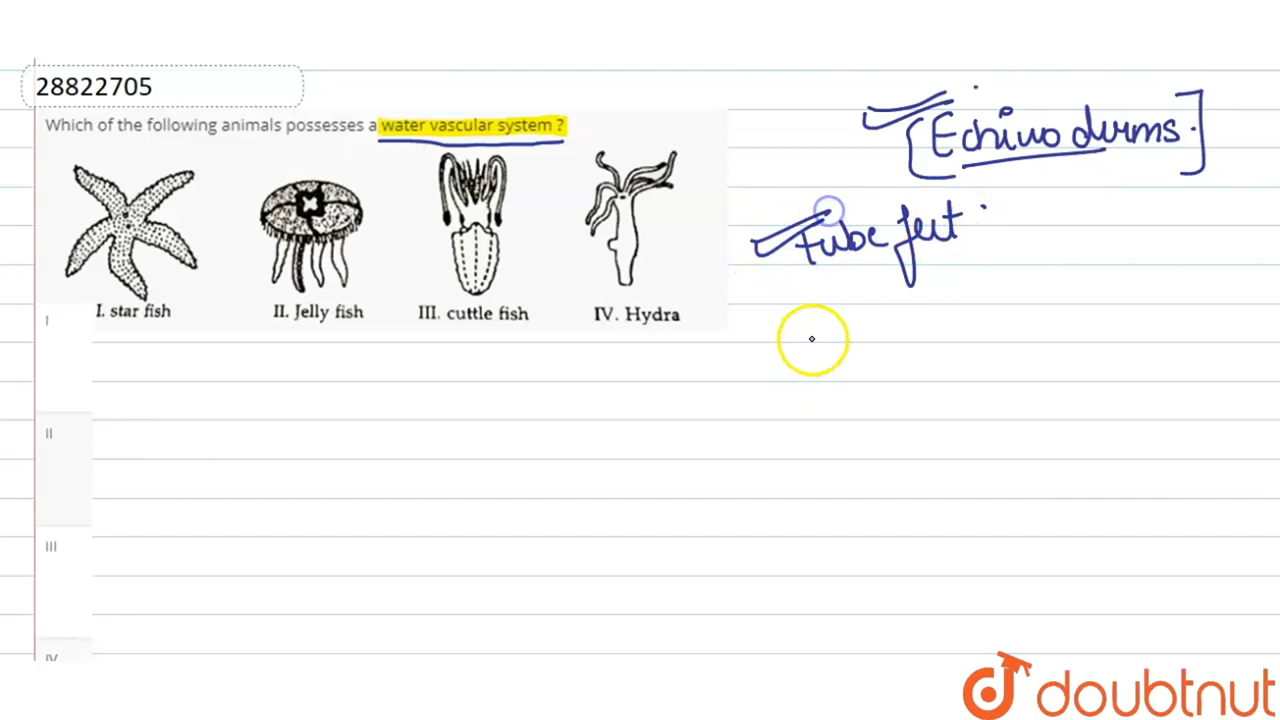 28822705
Which of the following animals possesses a water vascular system ?
[Echinoderms.]
tube feet
I. star fish
II. Jelly fish
III. cuttle fish
IV. Hydra
I
II
III
IV
doubtnut